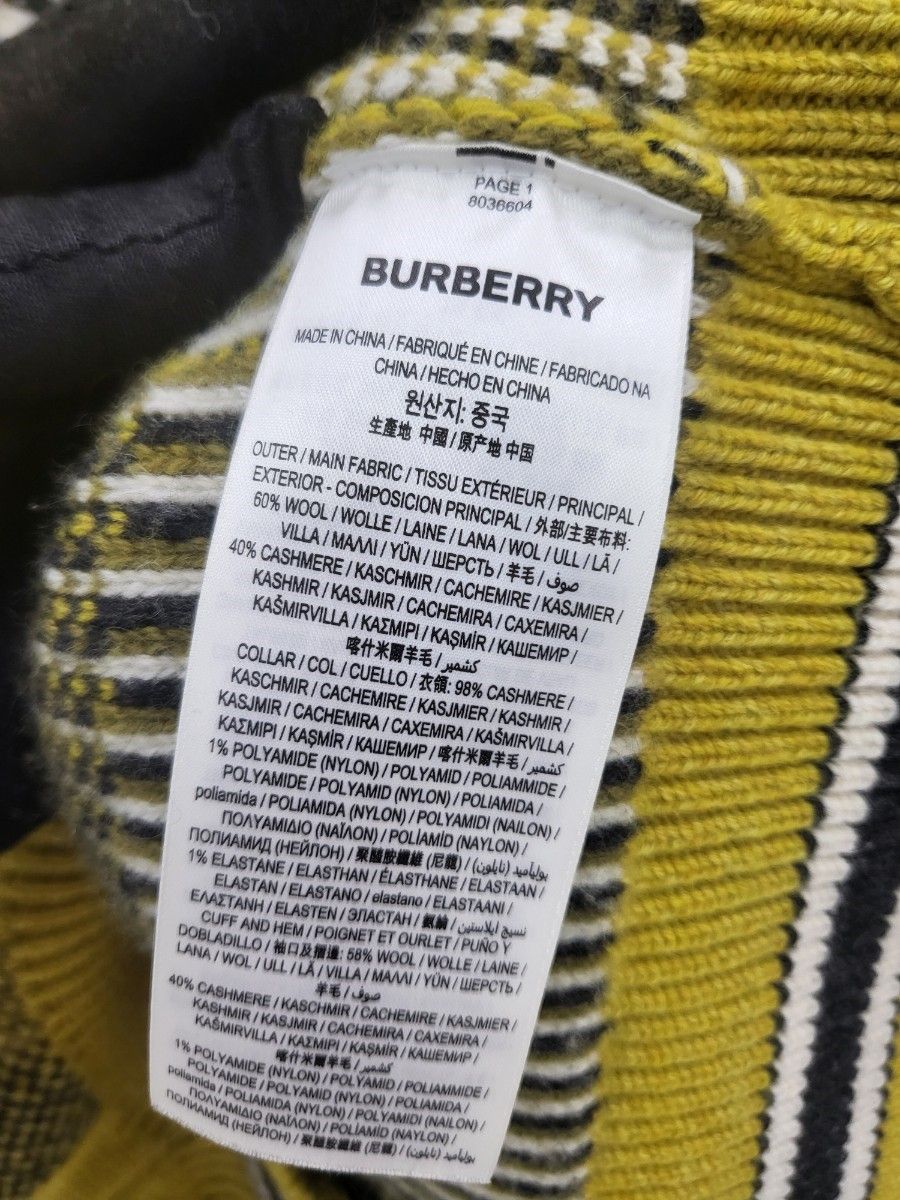 PAGE 1
8036604
BURBERRY
MADE IN CHINA / FABRIQUÉ EN CHINE / FABRICADO NA
CHINA / HECHO EN CHINA
원산지: 중국
生產地 中國 / 原产地 中国
OUTER / MAIN FABRIC / TISSU EXTÉRIEUR / PRINCIPAL /
EXTERIOR - COMPOSICION PRINCIPAL / 外部/主要布料:
60% WOOL / WOLLE / LAINE / LANA / WOL / ULL / LÃ /
VILLA / ΜΑΛΛΙ / YÜN / ШЕРСТЬ / 羊毛 / صوف
40% CASHMERE / KASCHMIR / CACHEMIRE / KASJMIER /
KASHMIR / KASJMIR / CACHEMIRA / CAXEMIRA /
KAŠMIRVILLA / ΚΑΣΜΙΡΙ / KAŞMİR / КАШЕМИР /
喀什米爾羊毛 / كشمير
COLLAR / COL / CUELLO / 衣領: 98% CASHMERE /
KASCHMIR / CACHEMIRE / KASJMIER / KASHMIR /
KASJMIR / CACHEMIRA / CAXEMIRA / KAŠMIRVILLA /
ΚΑΣΜΙΡΙ / KAŞMİR / КАШЕМИР / 喀什米爾羊毛 / كشمير
1% POLYAMIDE (NYLON) / POLYAMID / POLIAMMIDE /
POLYAMIDE / POLYAMID (NYLON) / POLIAMIDA /
poliamida / POLIAMIDA (NYLON) / POLYAMIDI (NAILON) /
ΠΟΛΥΑΜΙΔΙΟ (ΝΑΪΛΟΝ) / POLİAMİD (NAYLON) /
ПОЛИАМИД (НЕЙЛОН) / 聚醯胺纖維 (尼龍) / بولياميد (نايلون)
1% ELASTANE / ELASTHAN / ÉLASTHANNE / ELASTAAN /
ELASTAN / ELASTANO / elastano / ELASTAANI /
ΕΛΑΣΤΑΝΗ / ELASTEN / ЭЛАСТАН / 氨綸 / نسيج ايلاستين
CUFF AND HEM / POIGNET ET OURLET / PUÑO Y
DOBLADILLO / 袖口及摺邊: 58% WOOL / WOLLE / LAINE /
LANA / WOL / ULL / LÃ / VILLA / ΜΑΛΛΙ / YÜN / ШЕРСТЬ /
羊毛 / صوف
40% CASHMERE / KASCHMIR / CACHEMIRE / KASJMIER /
KASHMIR / KASJMIR / CACHEMIRA / CAXEMIRA /
KAŠMIRVILLA / ΚΑΣΜΙΡΙ / KAŞMİR / КАШЕМИР /
喀什米爾羊毛 / كشمير
1% POLYAMIDE (NYLON) / POLYAMID / POLIAMMIDE /
POLYAMIDE / POLYAMID (NYLON) / POLIAMIDA /
poliamida / POLIAMIDA (NYLON) / POLYAMIDI (NAILON) /
ΠΟΛΥΑΜΙΔΙΟ (ΝΑΪΛΟΝ) / POLİAMİD (NAYLON) /
ПОЛИАМИД (НЕЙЛОН) / 聚醯胺纖維 (尼龍) / بولياميد (نايلون)